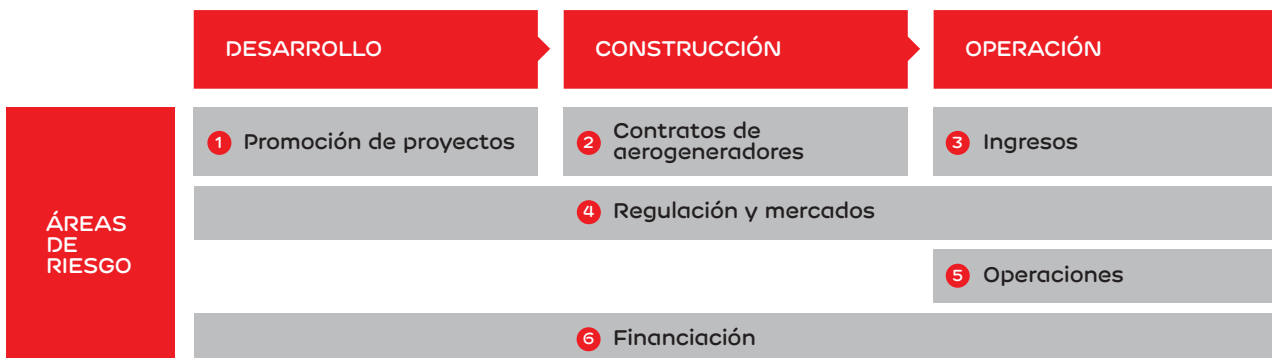 DESARROLLO
CONSTRUCCIÓN
OPERACIÓN
ÁREAS
DE
RIESGO
1 Promoción de proyectos
2 Contratos de
aerogeneradores
3 Ingresos
4 Regulación y mercados
5 Operaciones
6 Financiación